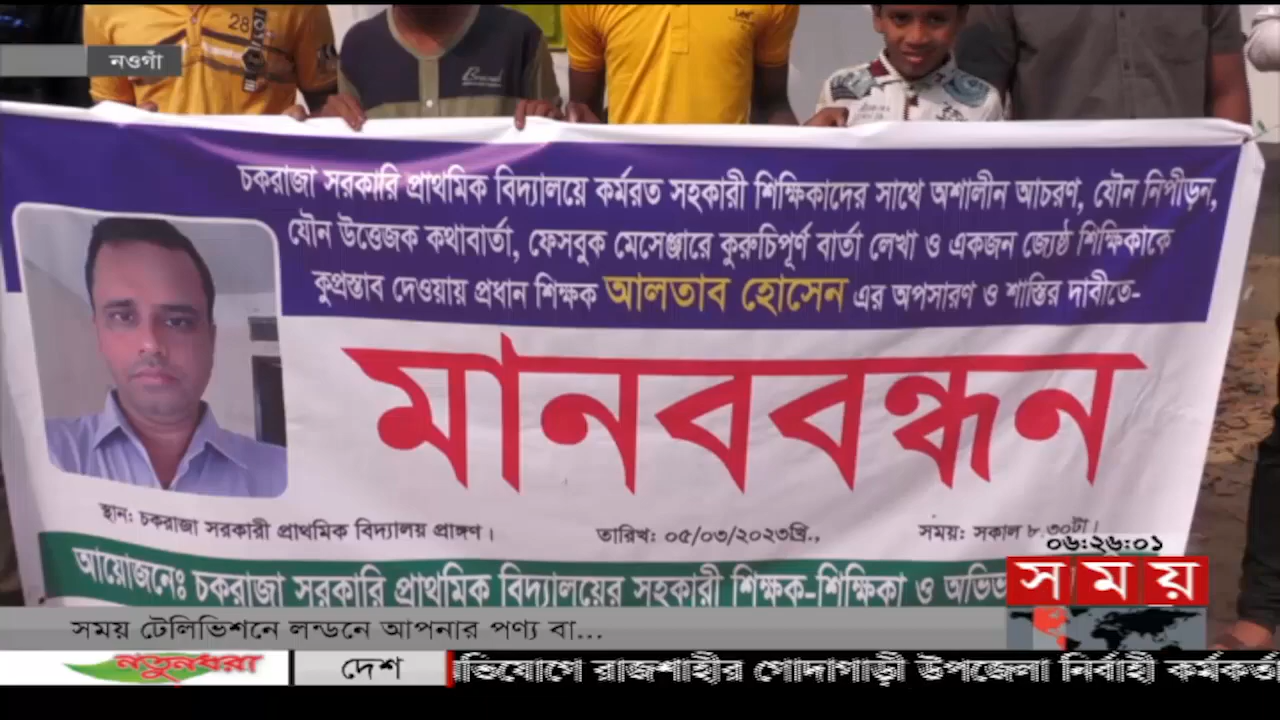 28
নওগাঁ
চকরাজা সরকারি প্রাথমিক বিদ্যালয়ে কর্মরত সহকারী শিক্ষিকাদের সাথে অশালীন আচরণ, যৌন নিপীড়ন,
যৌন উত্তেজক কথাবার্তা, ফেসবুক মেসেঞ্জারে কুরুচিপূর্ণ বার্তা লেখা ও একজন জ্যেষ্ঠ শিক্ষিকাকে
কুপ্রস্তাব দেওয়ায় প্রধান শিক্ষক আলতাব হোসেন এর অপসারণ ও শাস্তির দাবীতে-
মানববন্ধন
স্থান: চকরাজা সরকারী প্রাথমিক বিদ্যালয় প্রাঙ্গণ।
তারিখ: ০৫/০৩/২০২৩খ্রি.,
সময়: সকাল ৮.৩০টা।
০৬:২৬:০১
আয়োজনেঃ চকরাজা সরকারি প্রাথমিক বিদ্যালয়ের সহকারী শিক্ষক-শিক্ষিকা ও
সময়
সময় টেলিভিশনে লন্ডনে আপনার পণ্য বা...
নতুনধরা
দেশ
রাজশাহীর গোদাগাড়ী উপজেলা নির্বাহী কর্মকর্তা